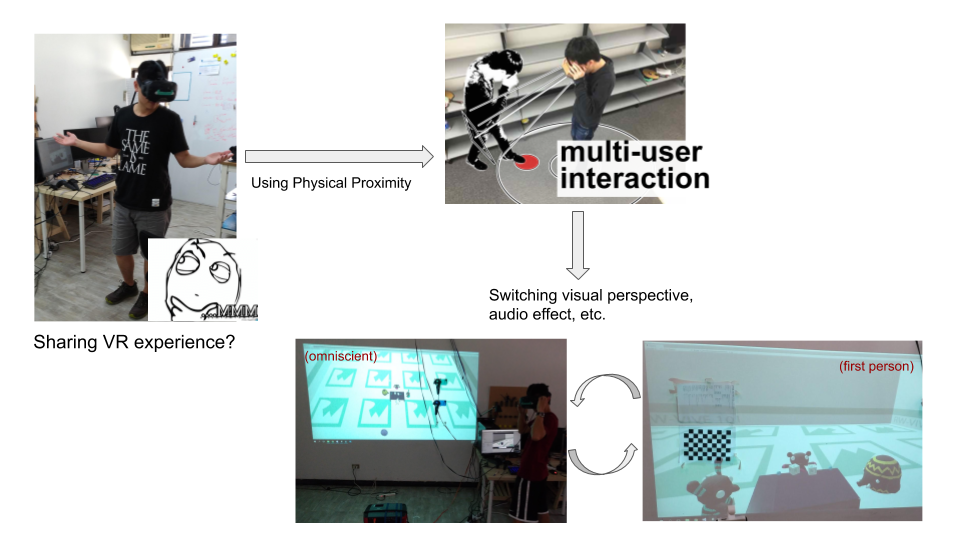 THE
SAME
IS
LAME
Using Physical Proximity
multi-user
interaction
Switching visual perspective,
audio effect, etc.
Sharing VR experience?
(omniscient)
(first person)